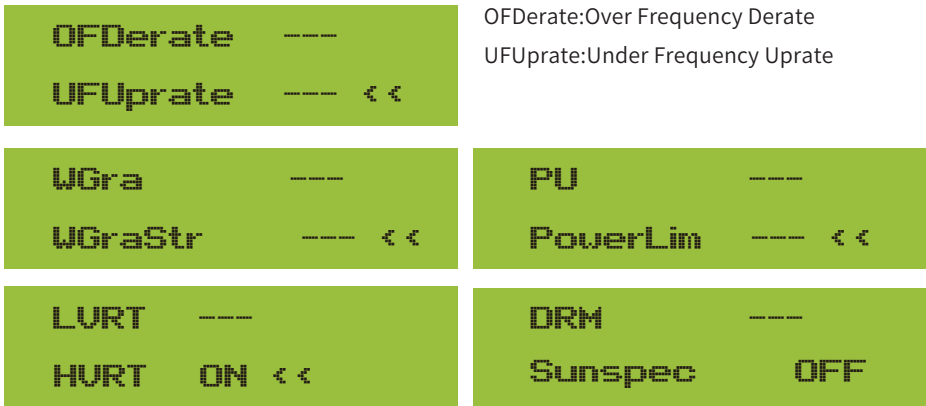 OFDerate ---
UFUprate --- <<
OFDerate:Over Frequency Derate
UFUprate:Under Frequency Uprate
WGra ---
WGraStr --- <<
PU ---
PowerLim --- <<
LVRT ---
HVRT ON <<
DRM ---
Sunspec OFF